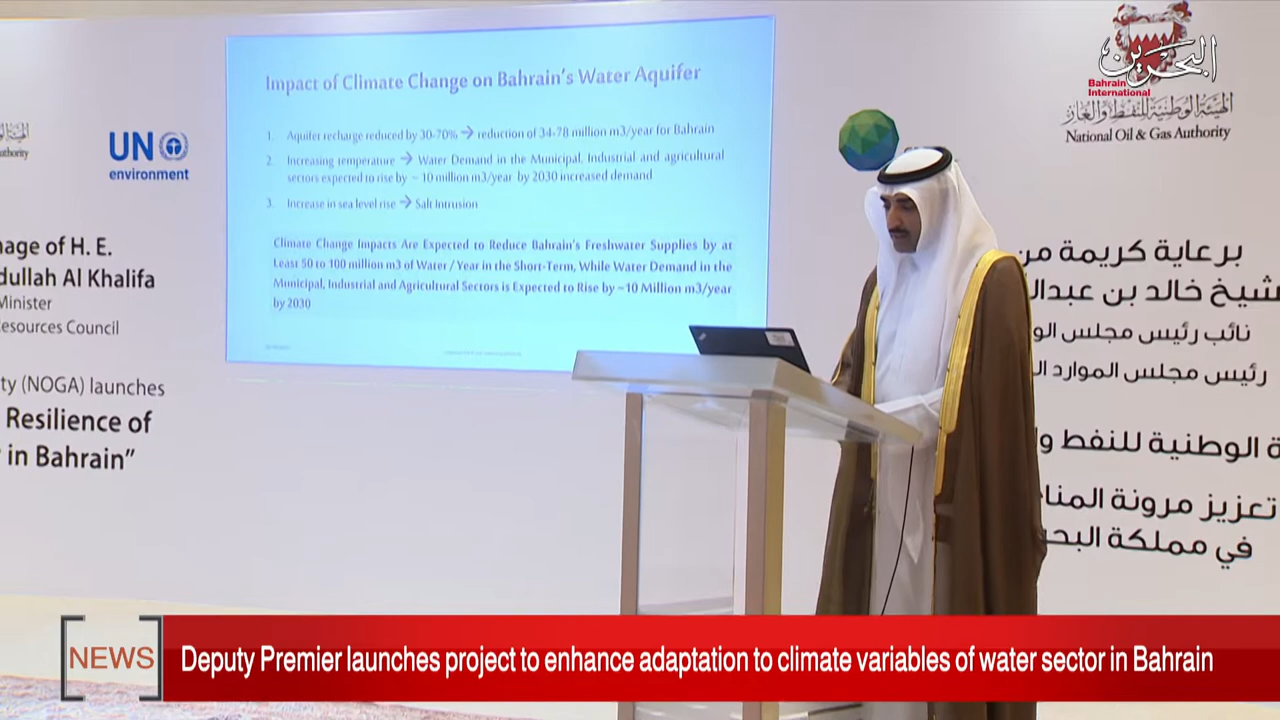 Impact of Climate Change on Bahrain's Water Aquifer
1. Aquifer recharge reduced by 30-70% → reduction of 34-78 million m3/year for Bahrain
2. Increasing temperature → Water Demand in the Municipal, Industrial and agricultural
sectors expected to rise by ~ 10 million m3/year by 2030 increased demand
3. Increase in sea level rise → Salt Intrusion
Climate Change Impacts Are Expected to Reduce Bahrain's Freshwater Supplies by at
Least 50 to 100 million m3 of Water / Year in the Short-Term, While Water Demand in the
Municipal, Industrial and Agricultural Sectors is Expected to Rise by ~10 Million m3/year
by 2030
UN
environment
nage of H. E.
dullah Al Khalifa
Minister
esources Council
ty (NOGA) launches
Resilience of
in Bahrain"
البحرين
Bahrain
International
الهيئة الوطنية للنفط والغاز
National Oil & Gas Authority
برعاية كريمة من
شيخ خالد بن عبدال
نائب رئيس مجلس الو
رئيس مجلس الموارد ال
ة الوطنية للنفط و
تعزيز مرونة المنا
في مملكة البح
NEWS
Deputy Premier launches project to enhance adaptation to climate variables of water sector in Bahrain